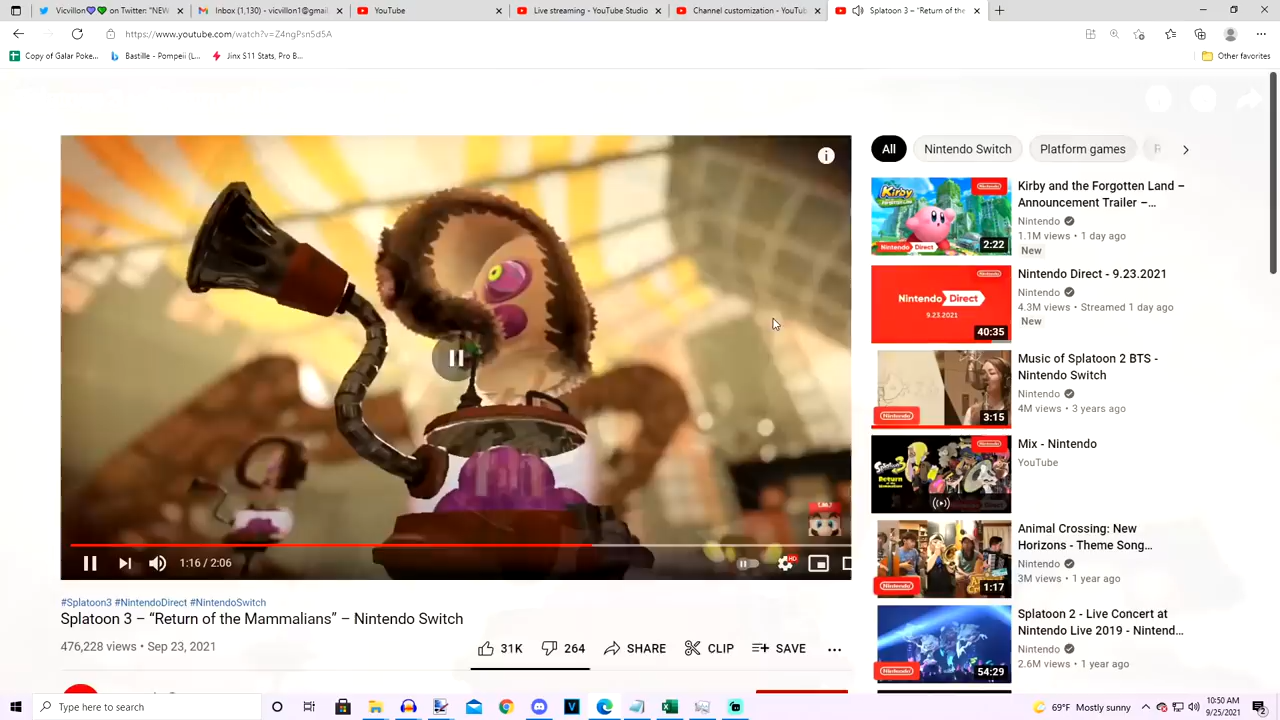 Vicvillon💜💜 on Twitter: "NEW
Inbox (1,130) - vicvillon1@gmail
YouTube
Live streaming - YouTube Studio
Channel customization - YouTub
Splatoon 3 – "Return of the
https://www.youtube.com/watch?v=Z4ngPsn5d5A
Copy of Galar Poke...
Bastille - Pompeii (L...
Jinx S11 Stats, Pro B...
Other favorites
All
Nintendo Switch
Platform games
Kirby and the Forgotten Land –
Announcement Trailer –...
Nintendo
1.1M views • 1 day ago
New
2:22
Nintendo Direct
Nintendo Direct - 9.23.2021
Nintendo
4.3M views • Streamed 1 day ago
New
Nintendo Direct
9.23.2021
40:35
Music of Splatoon 2 BTS -
Nintendo Switch
Nintendo
4M views • 3 years ago
Nintendo
3:15
Mix - Nintendo
YouTube
Animal Crossing: New
Horizons - Theme Song...
Nintendo
3M views • 1 year ago
Nintendo
1:17
Splatoon 2 - Live Concert at
Nintendo Live 2019 - Nintend...
Nintendo
2.6M views • 1 year ago
Nintendo
54:29
1:16 / 2:06
HD
#Splatoon3 #NintendoDirect #NintendoSwitch
Splatoon 3 – “Return of the Mammalians” – Nintendo Switch
476,228 views • Sep 23, 2021
31K
264
SHARE
CLIP
SAVE
Type here to search
69°F Mostly sunny
10:50 AM
9/25/2021